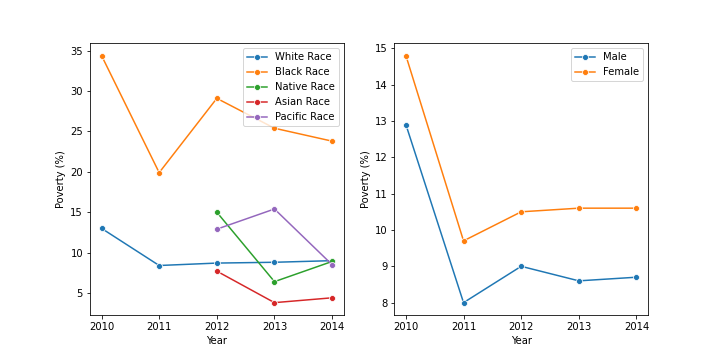 35
30
25
20
15
10
5
Poverty (%)
2010 2011 2012 2013 2014
Year
White Race
Black Race
Native Race
Asian Race
Pacific Race
15
14
13
12
11
10
9
8
Poverty (%)
2010 2011 2012 2013 2014
Year
Male
Female